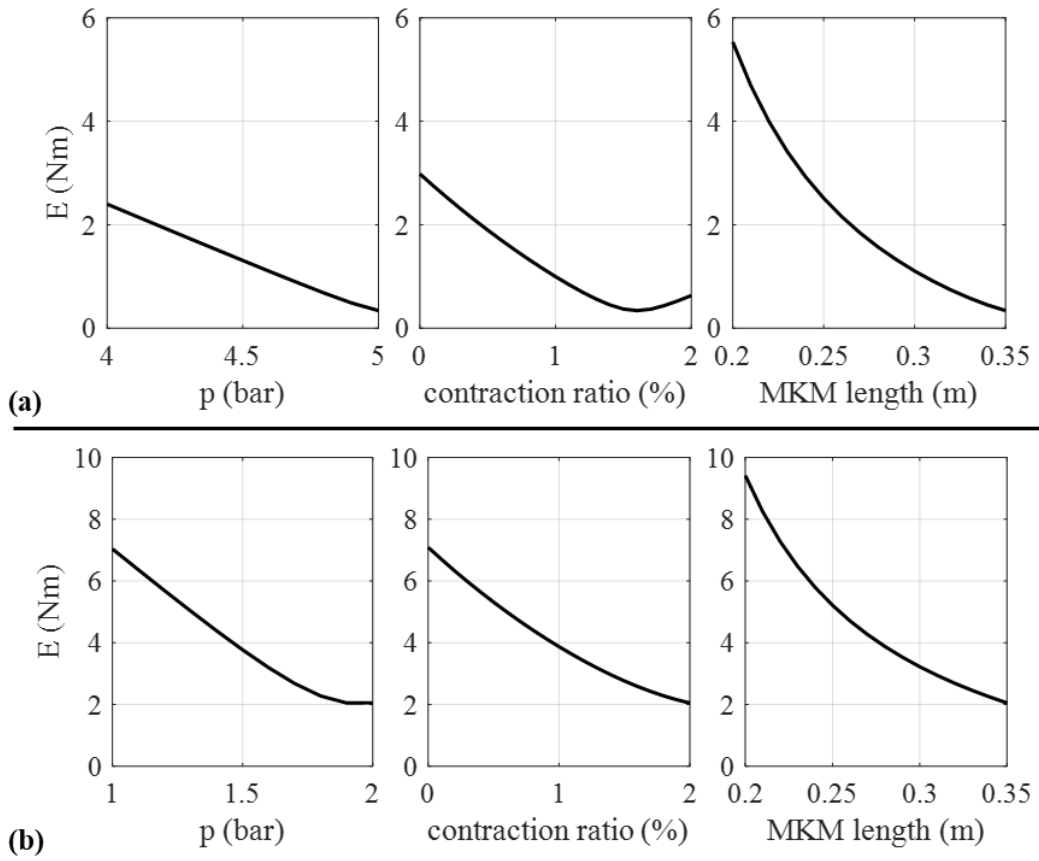 6 6 6
4 4 4
2 2 2
0 0 0
E (Nm)
4 4.5 5 0 1 2 0.2 0.25 0.3 0.35
p (bar) contraction ratio (%) MKM length (m)
(a)
10 10 10
8 8 8
6 6 6
4 4 4
2 2 2
0 0 0
E (Nm)
1 1.5 2 0 1 2 0.2 0.25 0.3 0.35
p (bar) contraction ratio (%) MKM length (m)
(b)